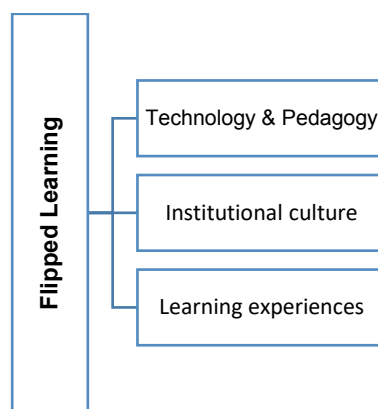 Flipped Learning
Technology & Pedagogy
Institutional culture
Learning experiences